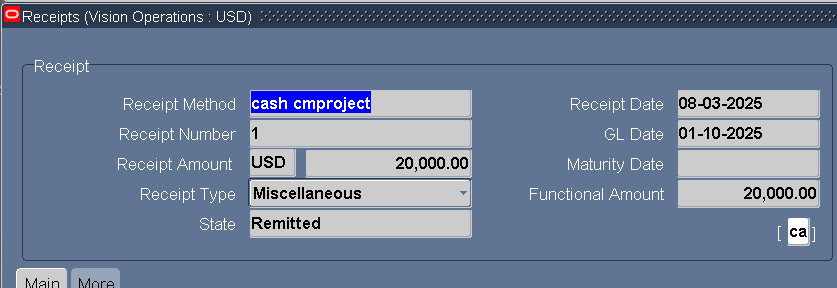 Receipts (Vision Operations : USD)
Receipt
Receipt Method cash cmproject Receipt Date 08-03-2025
Receipt Number 1 GL Date 01-10-2025
Receipt Amount USD 20,000.00 Maturity Date
Receipt Type Miscellaneous Functional Amount 20,000.00
State Remitted
[ ca ]
Main More